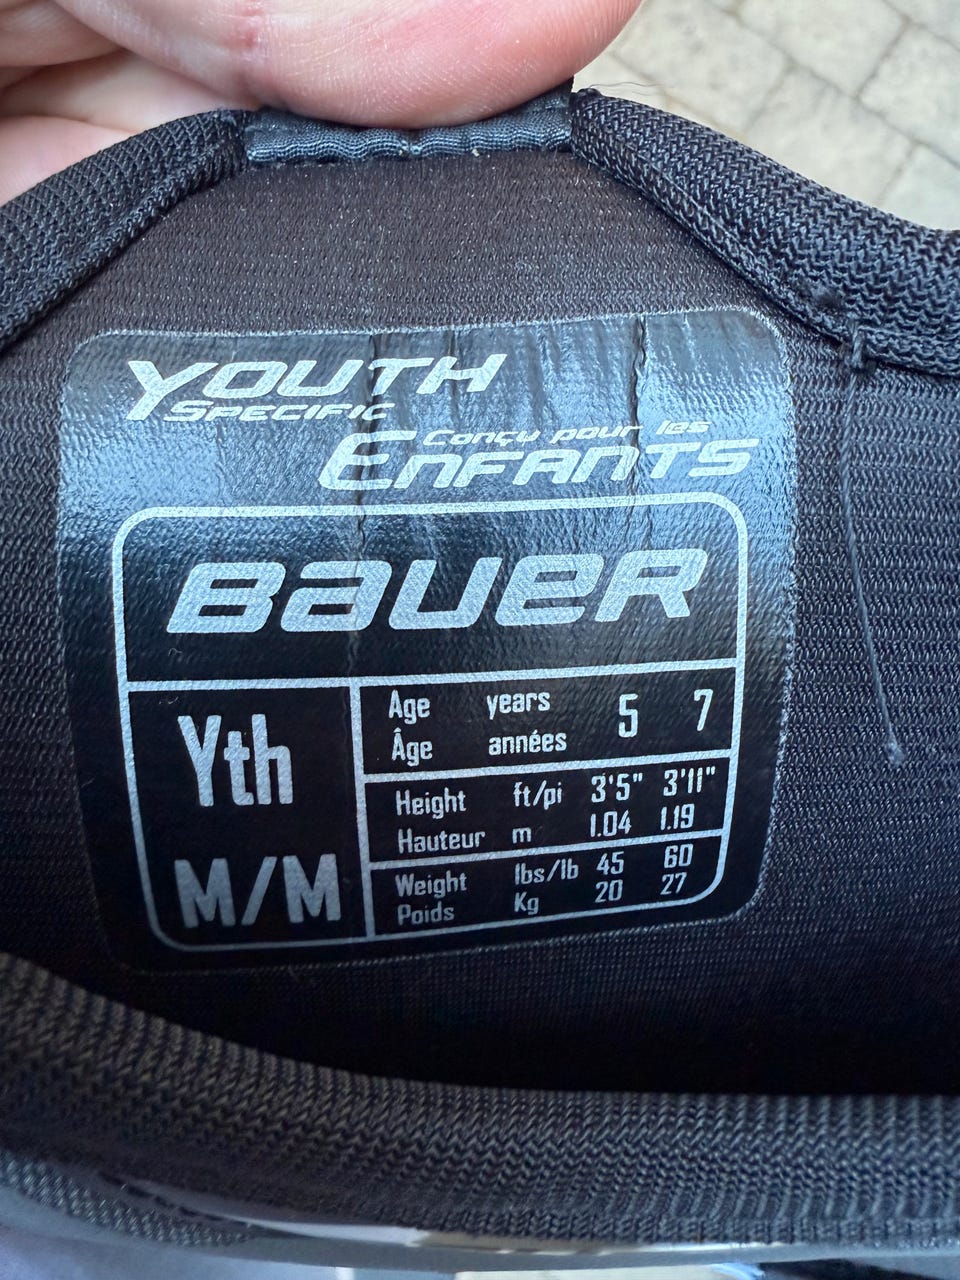 YOUTH
SPECIFIC
Conçu pour les
ENFANTS
BAUER
Yth
M/M
Age years 5 7
Âge années
Height ft/pi 3'5" 3'11"
Hauteur m 1.04 1.19
Weight lbs/lb 45 60
Poids Kg 20 27